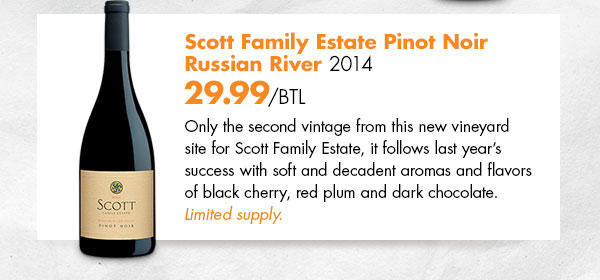 Scott Family Estate Pinot Noir
Russian River 2014
29.99/BTL
Only the second vintage from this new vineyard
site for Scott Family Estate, it follows last year's
success with soft and decadent aromas and flavors
of black cherry, red plum and dark chocolate.
Limited supply.
SCOTT
FAMILY ESTATE
PINOT NOIR